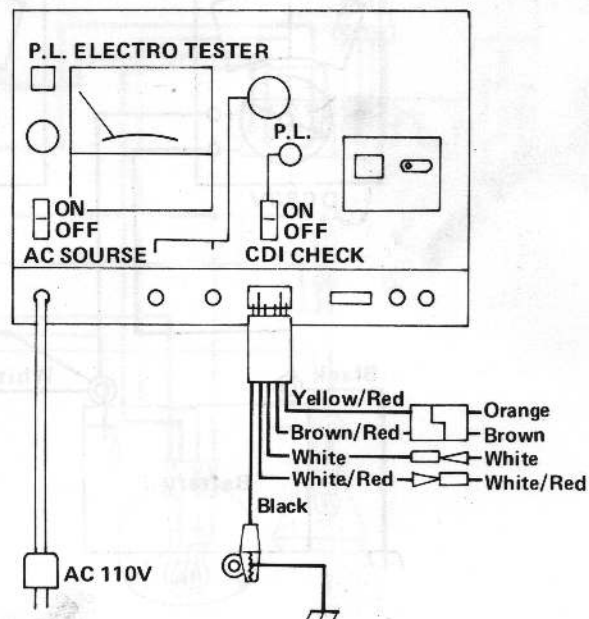 P.L. ELECTRO TESTER
P.L.
ON
OFF
ON
OFF
AC SOURSE
CDI CHECK
Yellow/Red
Orange
Brown/Red
Brown
White
White
White/Red
White/Red
Black
AC 110V